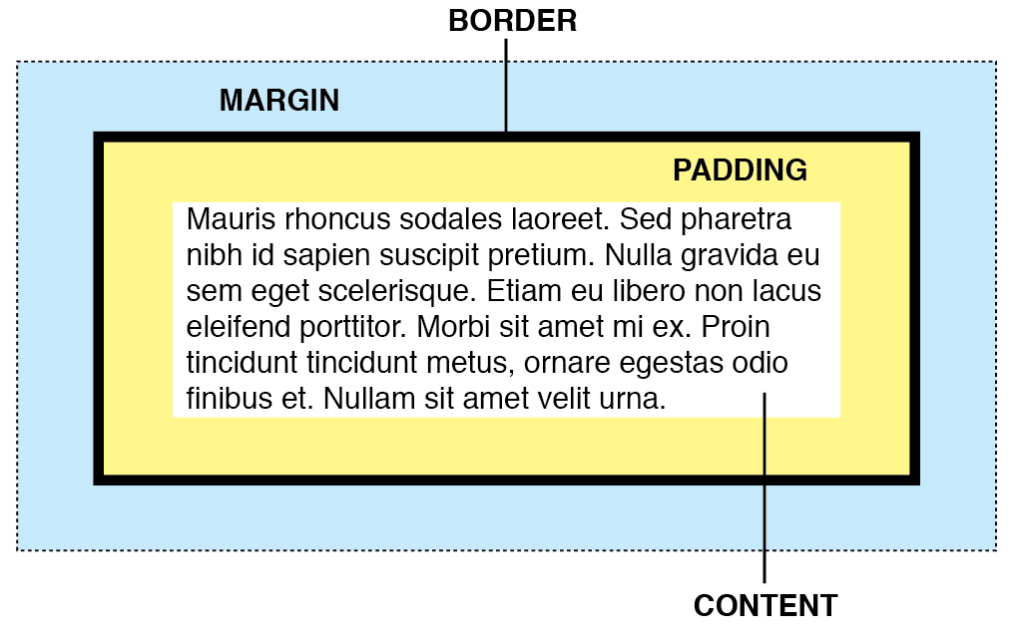 BORDER
MARGIN
PADDING
Mauris rhoncus sodales laoreet. Sed pharetra
nibh id sapien suscipit pretium. Nulla gravida eu
sem eget scelerisque. Etiam eu libero non lacus
eleifend porttitor. Morbi sit amet mi ex. Proin
tincidunt tincidunt metus, ornare egestas odio
finibus et. Nullam sit amet velit urna.
CONTENT